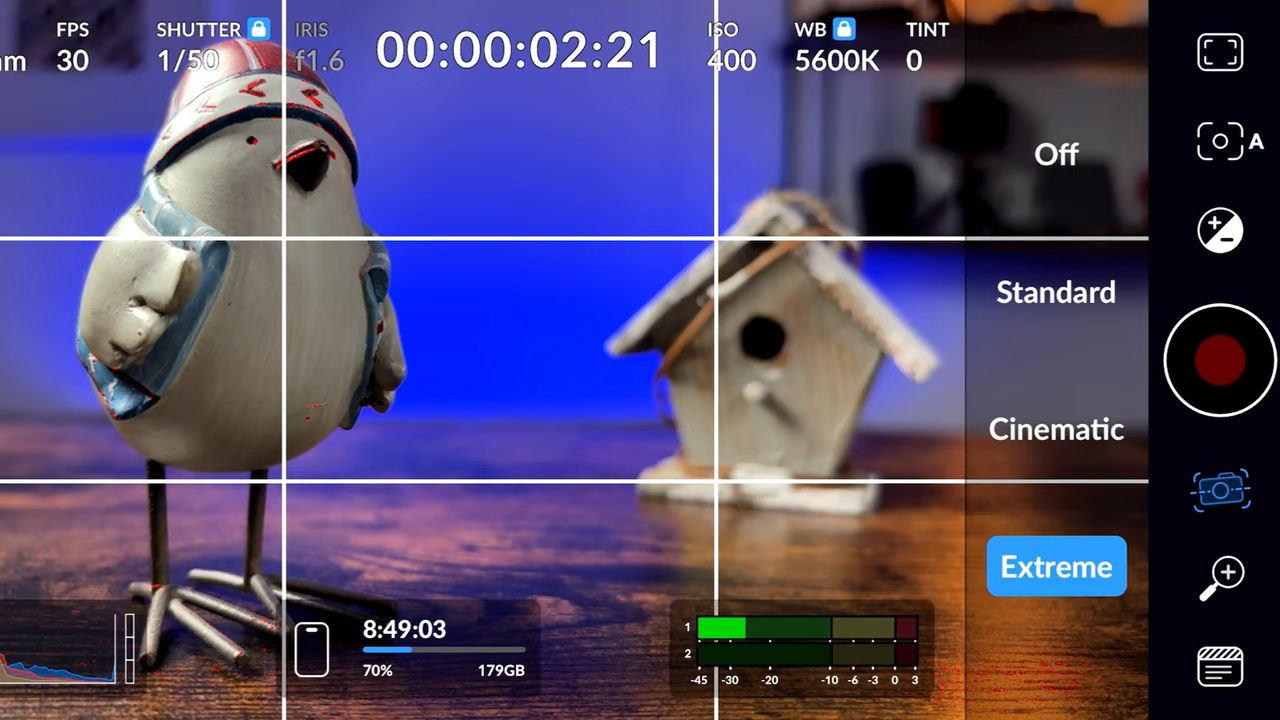 FPS SHUTTER IRIS ISO WB TINT
30 1/50 f1.6 00:00:02:21 400 5600K 0
A
Off
Standard
Cinematic
Extreme
8:49:03
70% 179GB
1
2
-45 -30 -20 -10 -6 -3 0 3